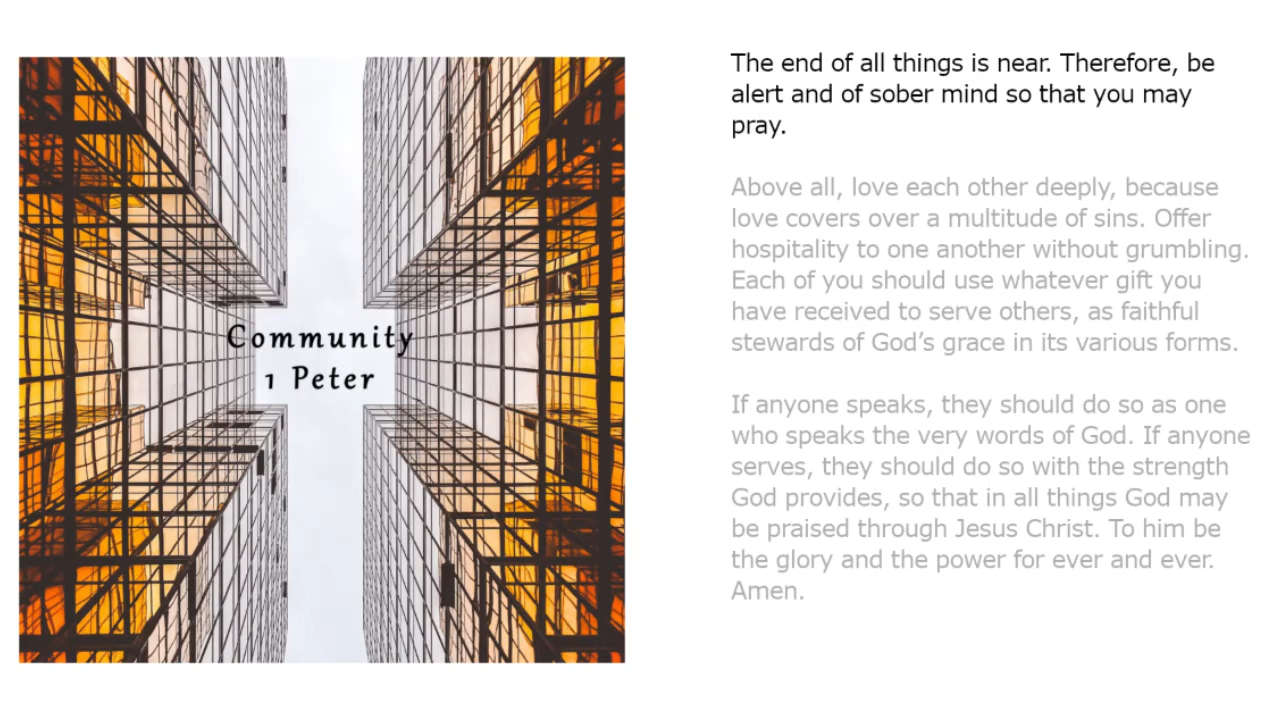 Community
1 Peter
The end of all things is near. Therefore, be
alert and of sober mind so that you may
pray.
Above all, love each other deeply, because
love covers over a multitude of sins. Offer
hospitality to one another without grumbling.
Each of you should use whatever gift you
have received to serve others, as faithful
stewards of God’s grace in its various forms.
If anyone speaks, they should do so as one
who speaks the very words of God. If anyone
serves, they should do so with the strength
God provides, so that in all things God may
be praised through Jesus Christ. To him be
the glory and the power for ever and ever.
Amen.